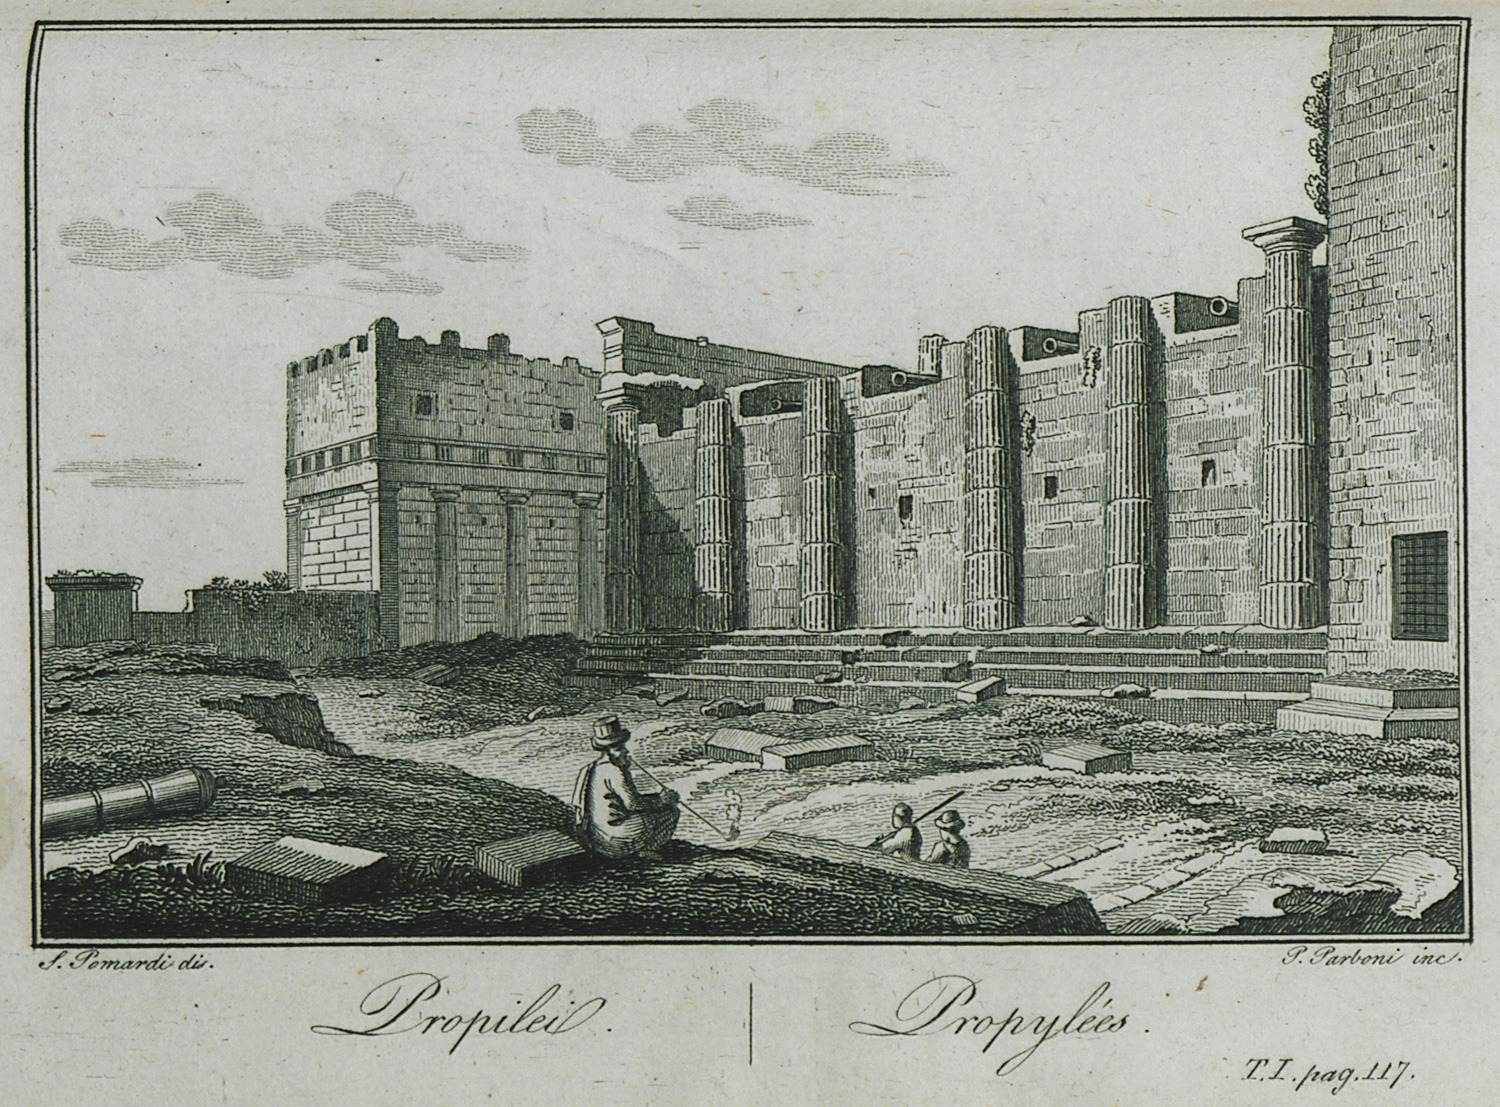 S. Pomardi dis.
P. Parboni inc.
Propilei.
Propylées.
T.I. pag. 117.